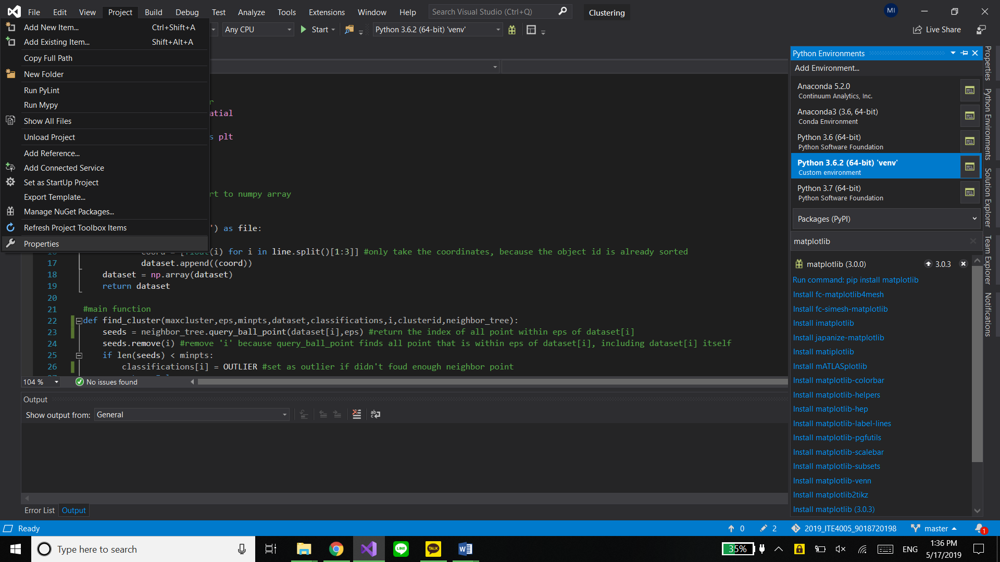 File Edit View Project Build Debug Test Analyze Tools Extensions Window Help Search Visual Studio (Ctrl+Q) Clustering MI
Any CPU Start Python 3.6.2 (64-bit) 'venv' Live Share
Add New Item... Ctrl+Shift+A
Add Existing Item... Shift+Alt+A
Copy Full Path
New Folder
Run PyLint
Run Mypy
Show All Files
Unload Project
Add Reference...
Add Connected Service
Set as StartUp Project
Export Template...
Manage NuGet Packages...
Refresh Project Toolbox Items
Properties
atial
s plt
rt to numpy array
') as file:
(i) for i in line.split()[1:3]] #only take the coordinates, because the object id is already sorted
17 dataset.append((coord))
18 dataset = np.array(dataset)
19 return dataset
20
21 #main function
22 def find_cluster(maxcluster,eps,minpts,dataset,classifications,i,clusterid,neighbor_tree):
23 seeds = neighbor_tree.query_ball_point(dataset[i],eps) #return the index of all point within eps of dataset[i]
24 seeds.remove(i) #remove 'i' because query_ball_point finds all point that is within eps of dataset[i], including dataset[i] itself
25 if len(seeds) < minpts:
26 classifications[i] = OUTLIER #set as outlier if didn't foud enough neighbor point
104 % No issues found
Output
Show output from: General
Error List Output
Python Environments
Add Environment...
Anaconda 5.2.0
Continuum Analytics, Inc.
Anaconda3 (3.6, 64-bit)
Conda Environment
Python 3.6 (64-bit)
Python Software Foundation
Python 3.6.2 (64-bit) 'venv'
Custom environment
Python 3.7 (64-bit)
Python Software Foundation
Packages (PyPI)
matplotlib
matplotlib (3.0.0) 3.0.3
Run command: pip install matplotlib
Install fc-matplotlib4mesh
Install fc-simesh-matplotlib
Install imatplotlib
Install japanize-matplotlib
Install matiplotlib
Install mATLASplotlib
Install matplotlib-colorbar
Install matplotlib-helpers
Install matplotlib-hep
Install matplotlib-label-lines
Install matplotlib-pgfutils
Install matplotlib-scalebar
Install matplotlib-subsets
Install matplotlib-venn
Install matplotlib2tikz
Install matplotlib (3.0.3)
Properties
Python Environments
Solution Explorer
Team Explorer
Notifications
Ready 0 2 2019_ITE4005_9018720198 master 1
Type here to search LINE TALK W 35% ENG
1:36 PM
5/17/2019